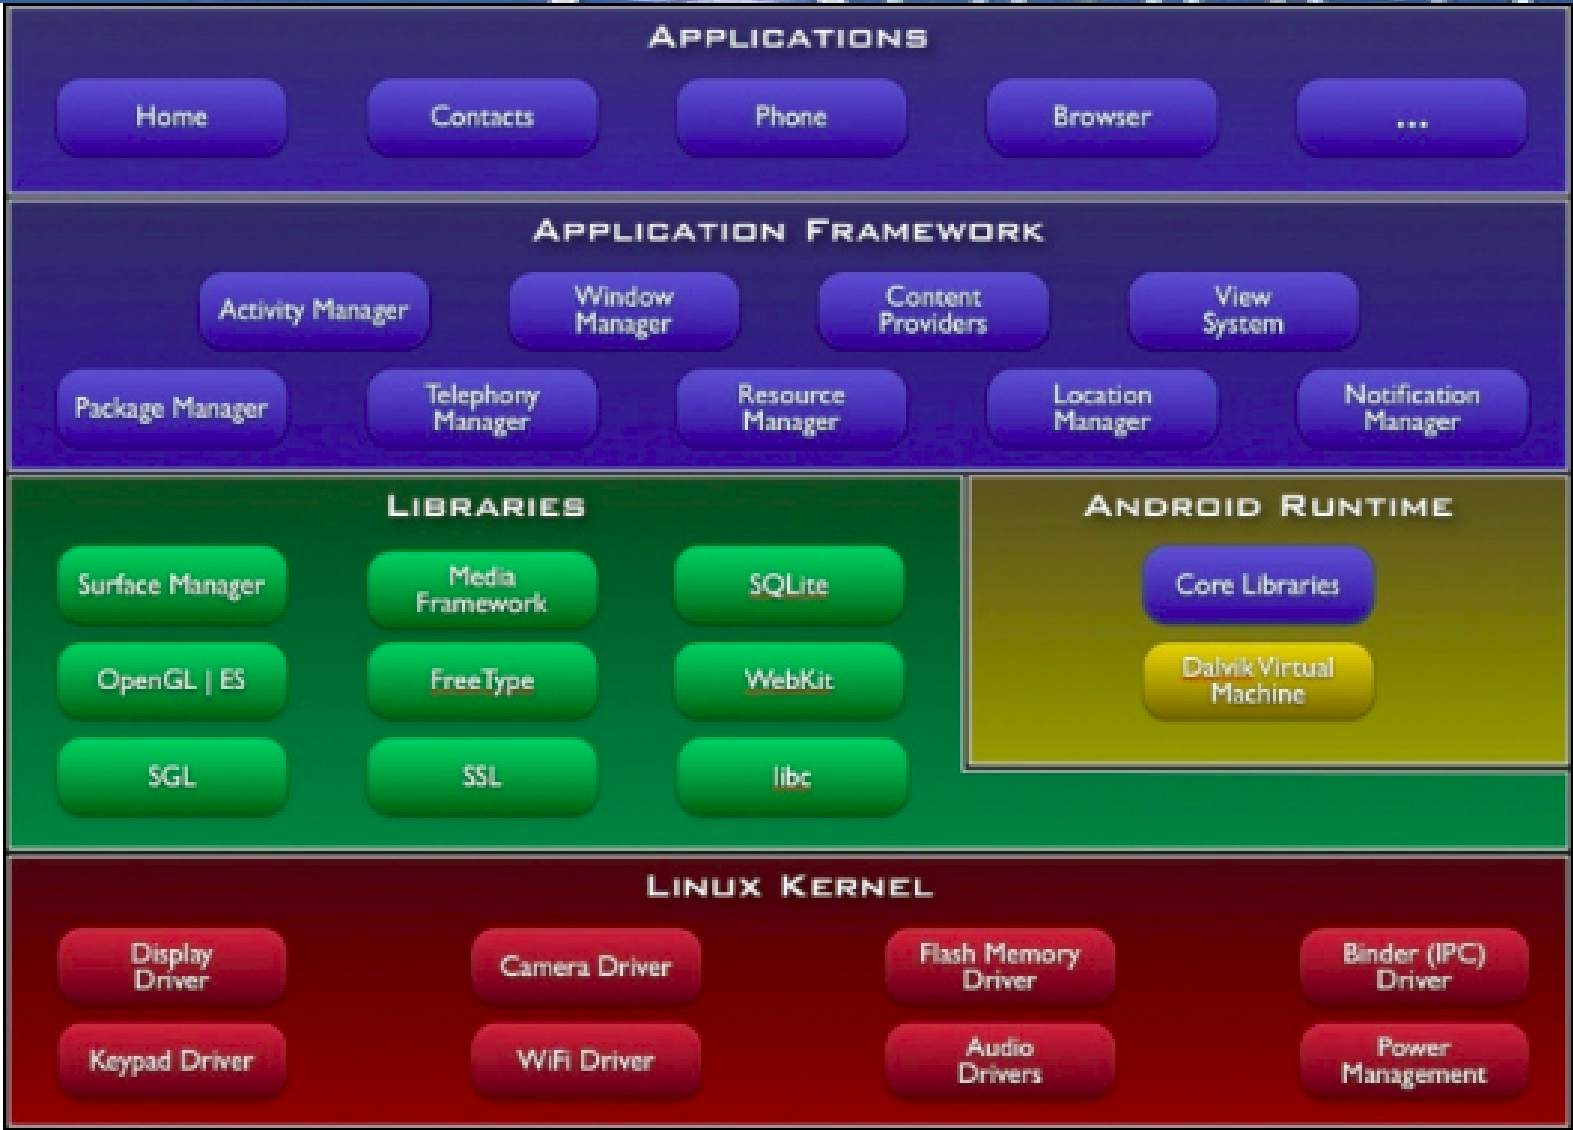 APPLICATIONS
Home
Contacts
Phone
Browser
...
APPLICATION FRAMEWORK
Activity Manager
Window
Manager
Content
Providers
View
System
Package Manager
Telephony
Manager
Resource
Manager
Location
Manager
Notification
Manager
LIBRARIES
Surface Manager
Media
Framework
SQLite
OpenGL | ES
FreeType
WebKit
SGL
SSL
libc
ANDROID RUNTIME
Core Libraries
Dalvik Virtual
Machine
LINUX KERNEL
Display
Driver
Camera Driver
Flash Memory
Driver
Binder (IPC)
Driver
Keypad Driver
WiFi Driver
Audio
Drivers
Power
Management